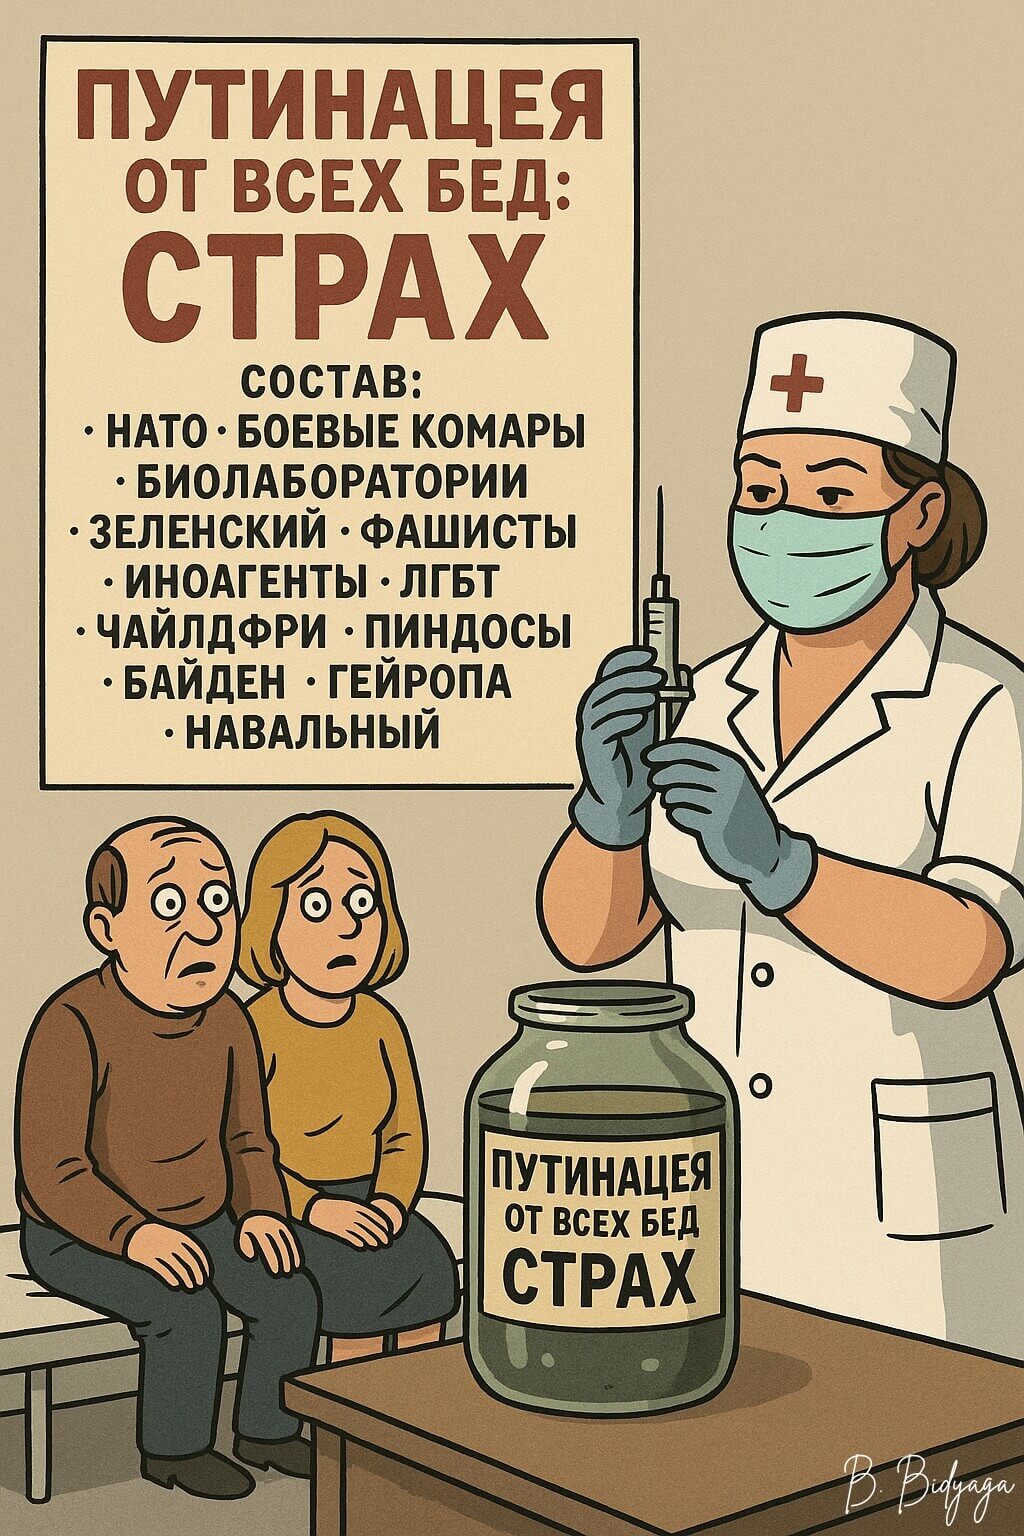 ПУТИНАЦЕЯ
ОТ ВСЕХ БЕД:
СТРАХ
СОСТАВ:
· НАТО · БОЕВЫЕ КОМАРЫ
· БИОЛАБОРАТОРИИ
· ЗЕЛЕНСКИЙ · ФАШИСТЫ
· ИНОАГЕНТЫ · ЛГБТ
· ЧАЙЛДФРИ · ПИНДОСЫ
· БАЙДЕН · ГЕЙРОПА
· НАВАЛЬНЫЙ
ПУТИНАЦЕЯ
ОТ ВСЕХ БЕД
СТРАХ
B. Bidyaga